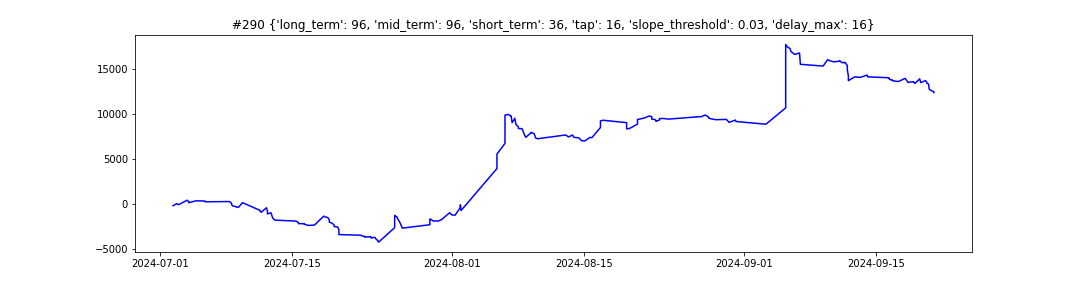 #290 {'long_term': 96, 'mid_term': 96, 'short_term': 36, 'tap': 16, 'slope_threshold': 0.03, 'delay_max': 16}
15000
10000
5000
0
−5000
2024-07-01 2024-07-15 2024-08-01 2024-08-15 2024-09-01 2024-09-15